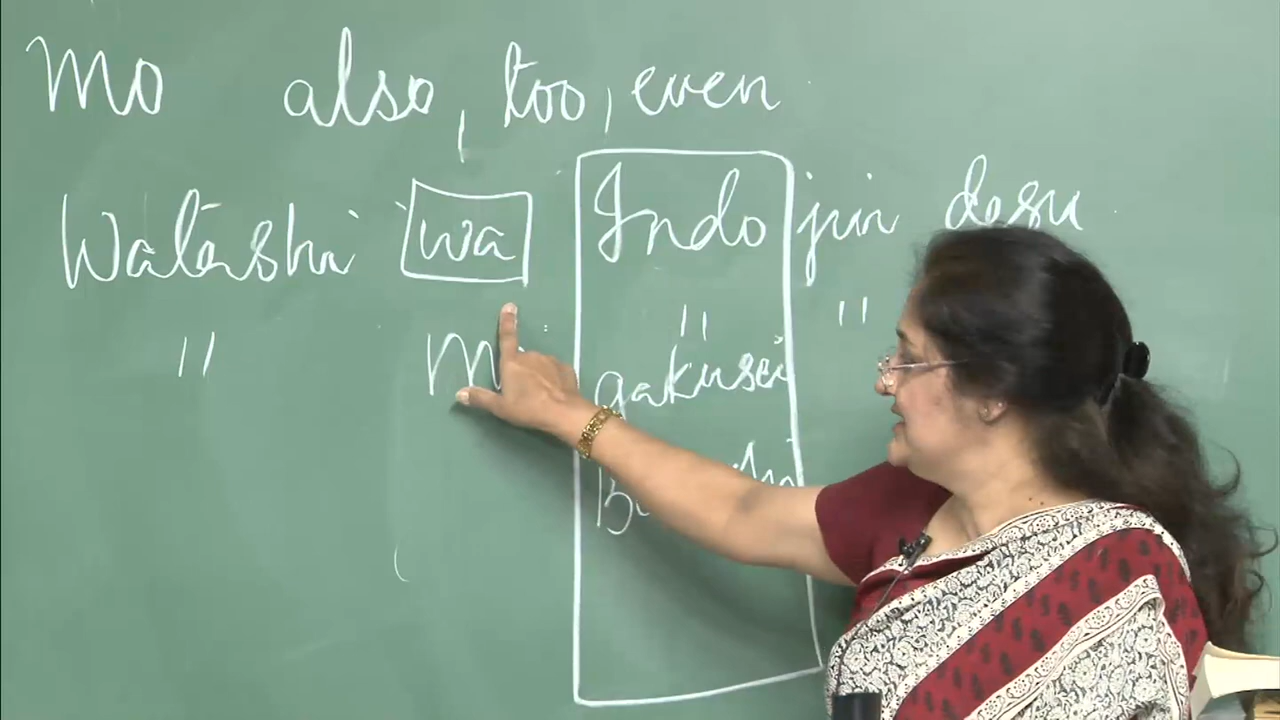 mo also, too, even
Watashi wa Indo jin desu
" " "
gakusei